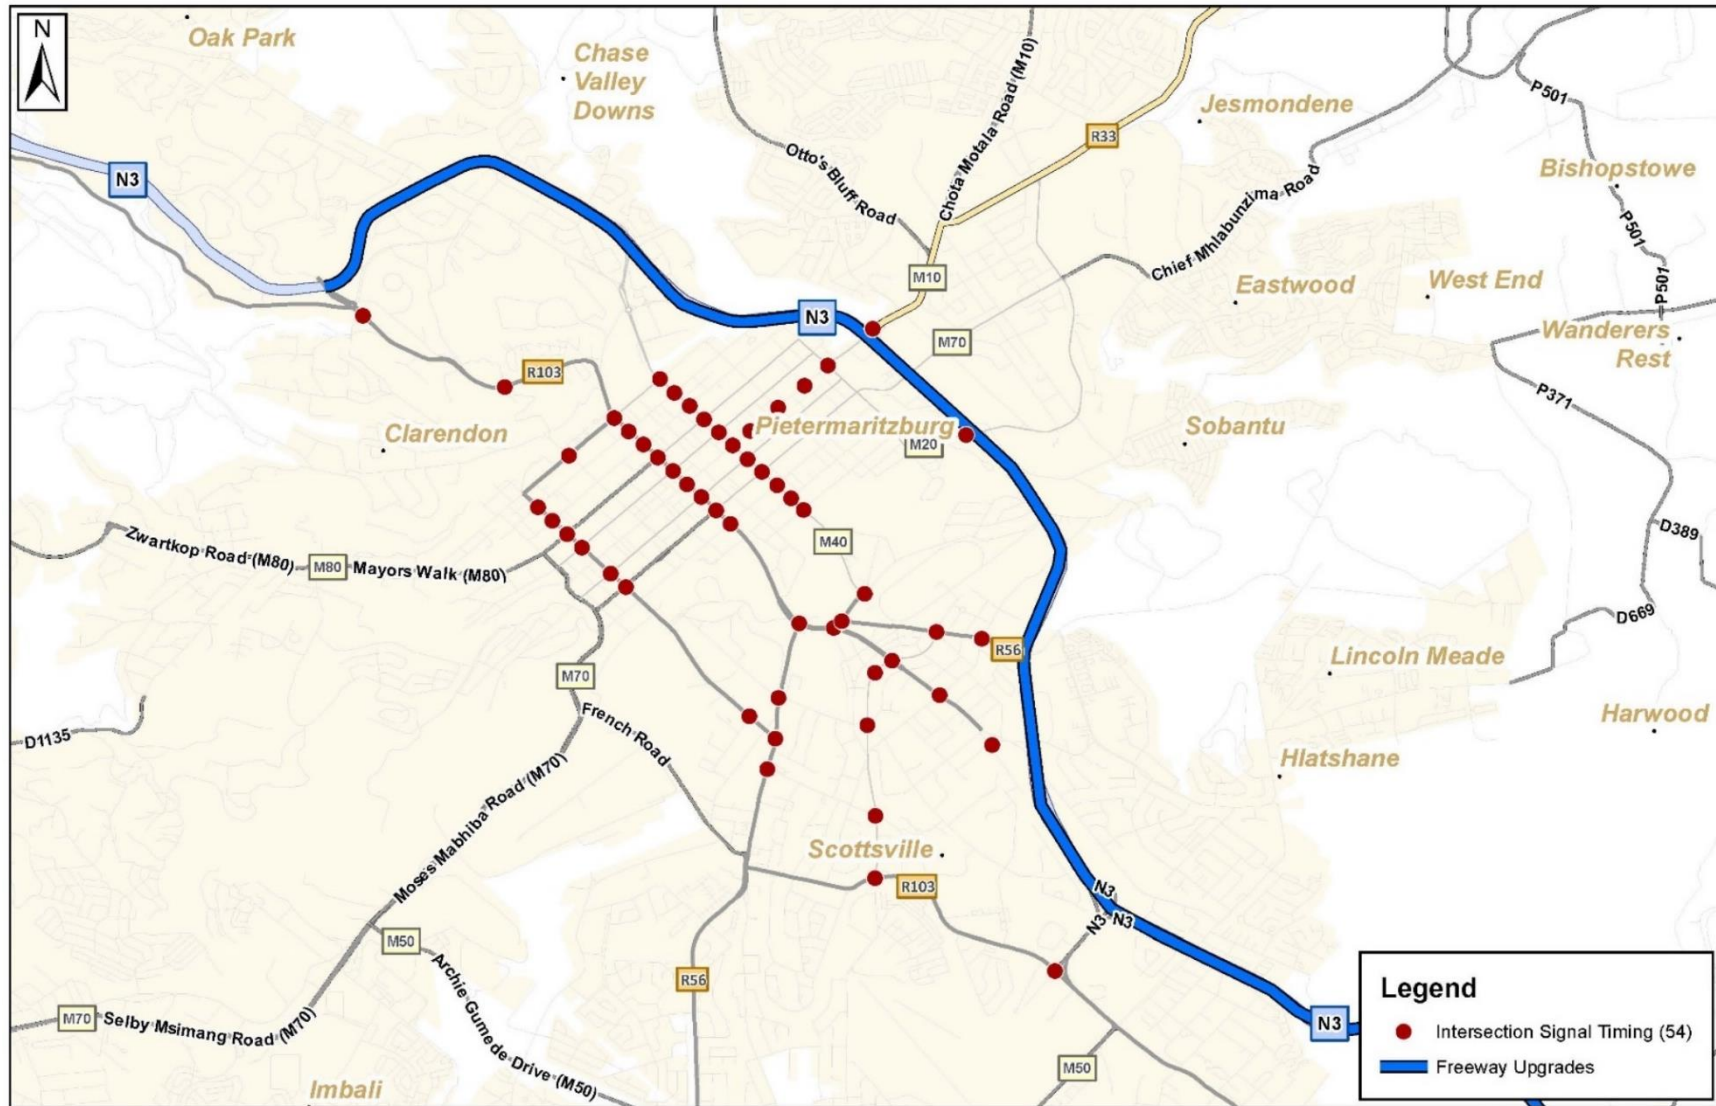 N
Oak Park
Chase
Valley
Downs
Jesmondene
P501
Bishopstowe
R33
Chota Motala Road (M10)
Otto's Bluff Road
N3
Chief Mhlabunzima Road
P501
M10
Eastwood
West End
P501
N3
Wanderers
Rest
M70
R103
P371
Clarendon
Pietermaritzburg
M20
Sobantu
D389
Zwartkop Road (M80)
M80
Mayors Walk (M80)
M40
D669
R56
Lincoln Meade
M70
French Road
D1135
Harwood
Hlatshane
Moses Mabhiba Road (M70)
Scottsville
R103
N3
N3
N3
M50
Archie Gumede Drive (M50)
R56
M70
Selby Msimang Road (M70)
N3
M50
Imbali
Legend
Intersection Signal Timing (54)
Freeway Upgrades